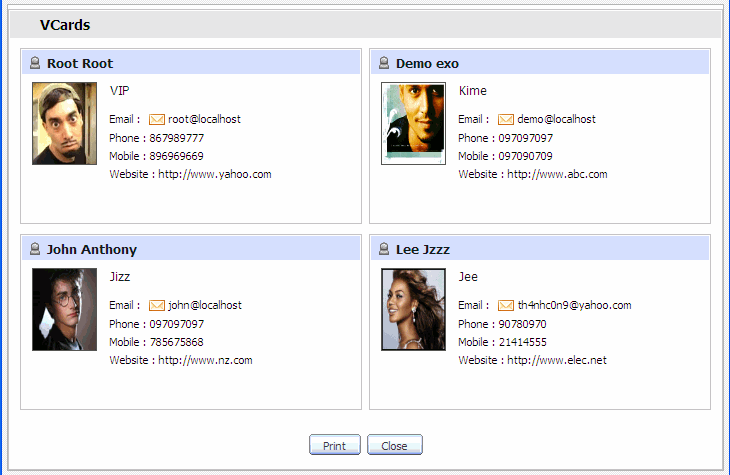 VCards
Root Root
VIP
Email : root@localhost
Phone : 867989777
Mobile : 896969669
Website : http://www.yahoo.com
Demo exo
Kime
Email : demo@localhost
Phone : 097097097
Mobile : 097090709
Website : http://www.abc.com
John Anthony
Jizz
Email : john@localhost
Phone : 097097097
Mobile : 785675868
Website : http://www.nz.com
Lee Jzzz
Jee
Email : th4nhc0n9@yahoo.com
Phone : 90780970
Mobile : 21414555
Website : http://www.elec.net
Print Close